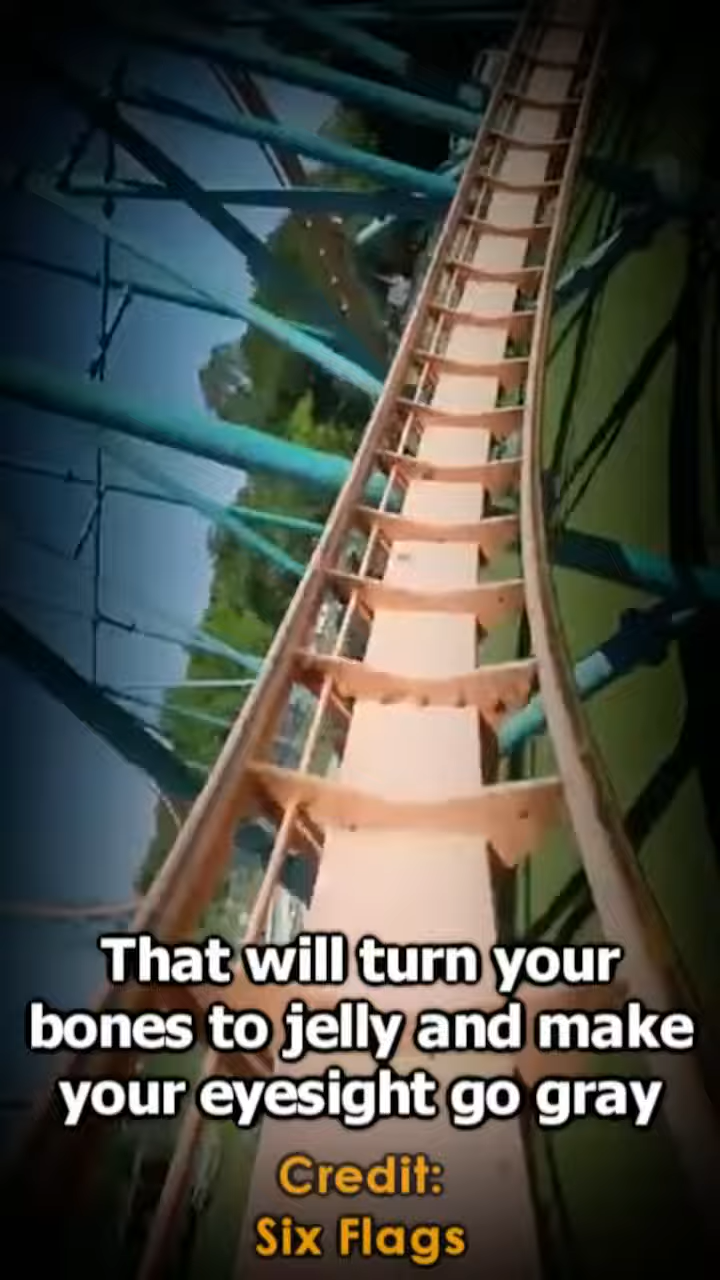 That will turn your
bones to jelly and make
your eyesight go gray
Credit:
Six Flags